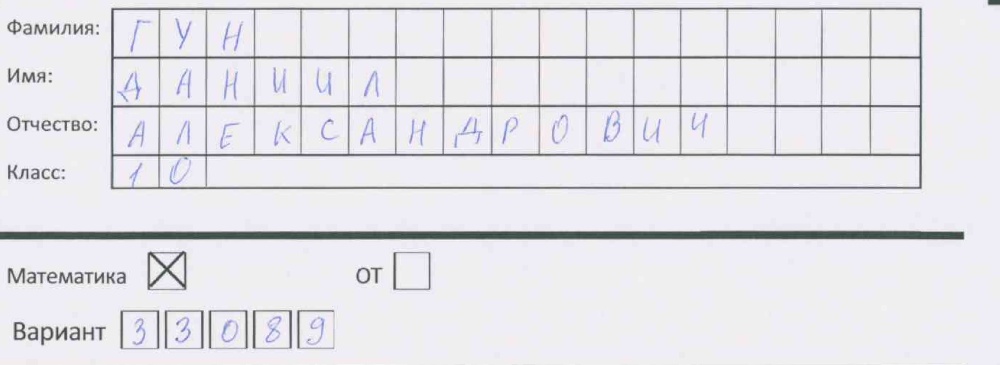 Фамилия: ГУН
Имя: ДАНИИЛ
Отчество: АЛЕКСАНДРОВИЧ
Класс: 10
Математика ☒ ОТ ☐
Вариант 33089